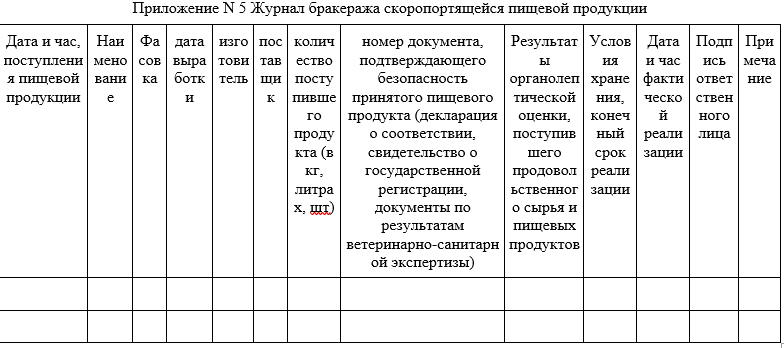 Приложение N 5 Журнал бракеража скоропортящейся пищевой продукции
Дата и час,
поступлени
я пищевой
продукции
Наи
мено
вани
е
Фа
сов
ка
дата
выра
ботк
и
изго
тови
тель
пос
тав
щи
к
колич
ество
посту
пивше
го
проду
кта (в
кг,
литра
х, шт)
номер документа,
подтверждающего
безопасность
принятого пищевого
продукта (декларация
о соответствии,
свидетельство о
государственной
регистрации,
документы по
результатам
ветеринарно-санитарн
ой экспертизы)
Результат
ы
органолеп
тической
оценки,
поступив
шего
продовол
ьственног
о сырья и
пищевых
продуктов
Услов
ия
хране
ния,
конеч
ный
срок
реали
зации
Дата
и час
факти
ческо
й
реали
зации
Подп
ись
ответ
ствен
ного
лица
При
меча
ние